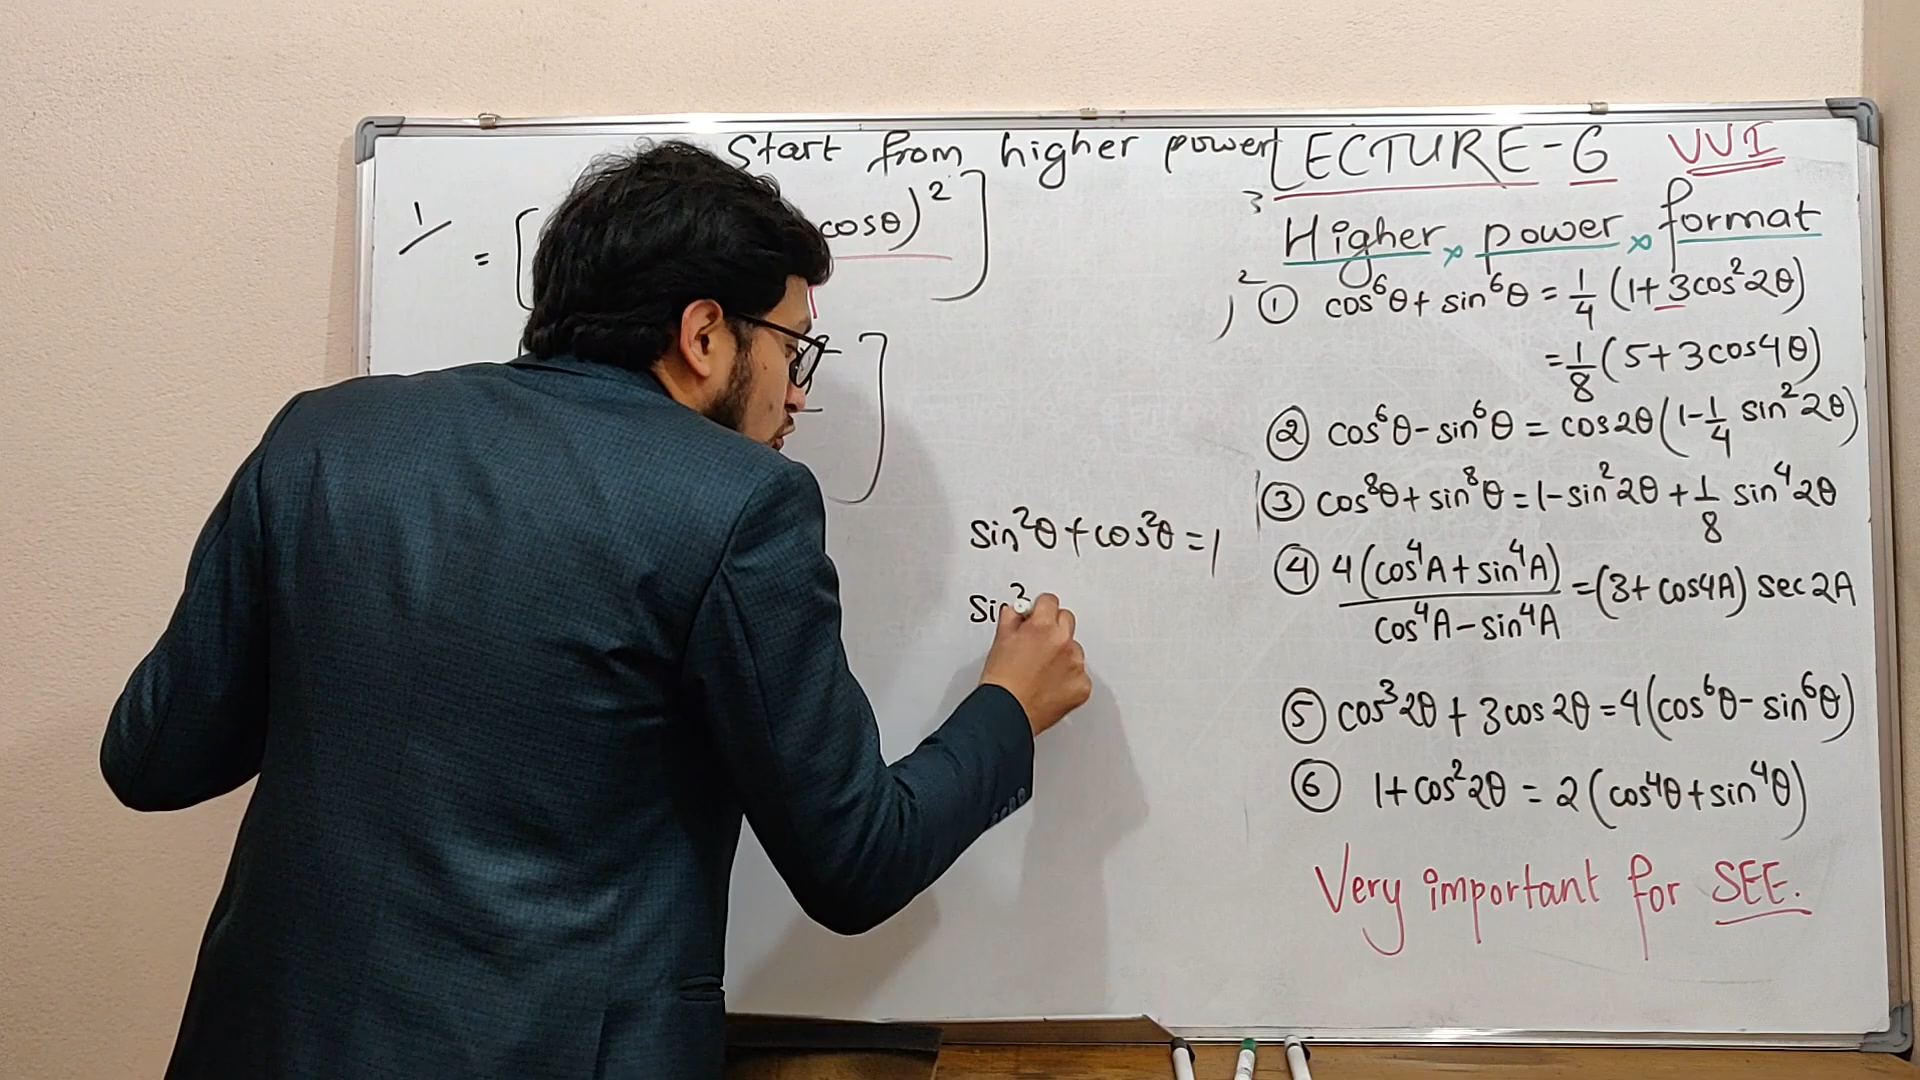 Start from higher power
LECTURE-6 VVI
Higher power format
① cos⁶θ + sin⁶θ = 1/4 (1+3cos²2θ)
= 1/8 (5+3cos4θ)
② cos⁶θ - sin⁶θ = cos2θ (1 - 1/4 sin²2θ)
③ cos⁸θ + sin⁸θ = 1 - sin²2θ + 1/8 sin⁴2θ
④ 4(cos⁴A + sin⁴A) / cos⁴A - sin⁴A = (3+cos4A) sec2A
⑤ cos³2θ + 3cos2θ = 4(cos⁶θ - sin⁶θ)
⑥ 1+cos²2θ = 2(cos⁴θ + sin⁴θ)
Very important for SEE.
1/
= [ cosθ)² ]
]
sin²θ + cos²θ = 1
Sin²